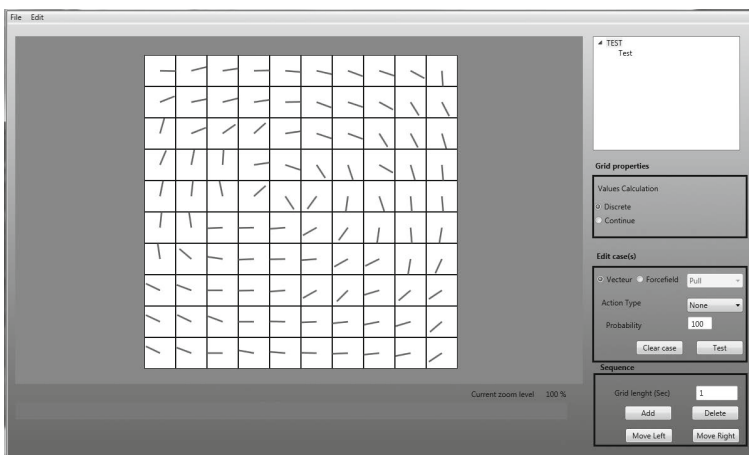 File Edit
TEST
Test
Grid properties
Values Calculation
Discrete
Continue
Edit case(s)
Vecteur Forcefield Pull
Action Type None
Probability 100
Clear case Test
Sequence
Current zoom level 100 %
Grid lenght (Sec) 1
Add Delete
Move Left Move Right